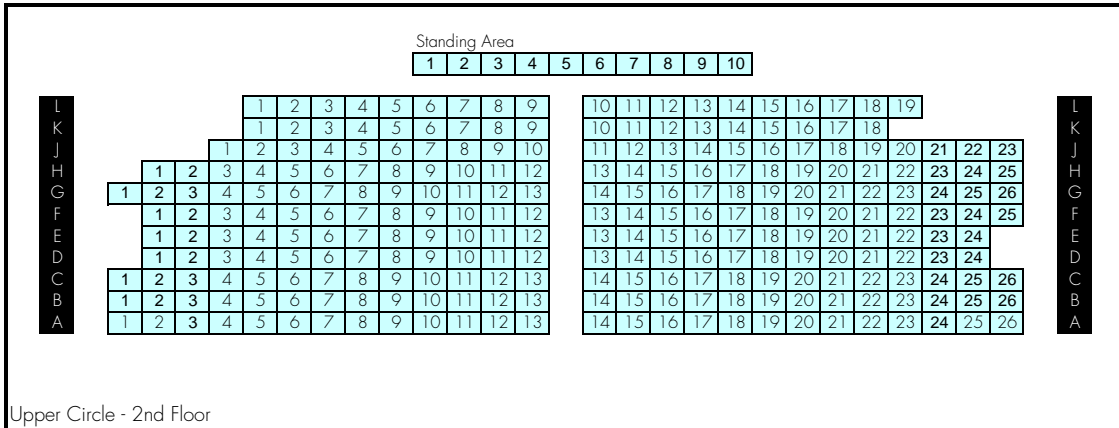 Standing Area
1 2 3 4 5 6 7 8 9 10
L 1 2 3 4 5 6 7 8 9 10 11 12 13 14 15 16 17 18 19 L
K 1 2 3 4 5 6 7 8 9 10 11 12 13 14 15 16 17 18 K
J 1 2 3 4 5 6 7 8 9 10 11 12 13 14 15 16 17 18 19 20 21 22 23 J
H 1 2 3 4 5 6 7 8 9 10 11 12 13 14 15 16 17 18 19 20 21 22 23 24 25 H
G 1 2 3 4 5 6 7 8 9 10 11 12 13 14 15 16 17 18 19 20 21 22 23 24 25 26 G
F 1 2 3 4 5 6 7 8 9 10 11 12 13 14 15 16 17 18 19 20 21 22 23 24 25 F
E 1 2 3 4 5 6 7 8 9 10 11 12 13 14 15 16 17 18 19 20 21 22 23 24 E
D 1 2 3 4 5 6 7 8 9 10 11 12 13 14 15 16 17 18 19 20 21 22 23 24 D
C 1 2 3 4 5 6 7 8 9 10 11 12 13 14 15 16 17 18 19 20 21 22 23 24 25 26 C
B 1 2 3 4 5 6 7 8 9 10 11 12 13 14 15 16 17 18 19 20 21 22 23 24 25 26 B
A 1 2 3 4 5 6 7 8 9 10 11 12 13 14 15 16 17 18 19 20 21 22 23 24 25 26 A
Upper Circle - 2nd Floor